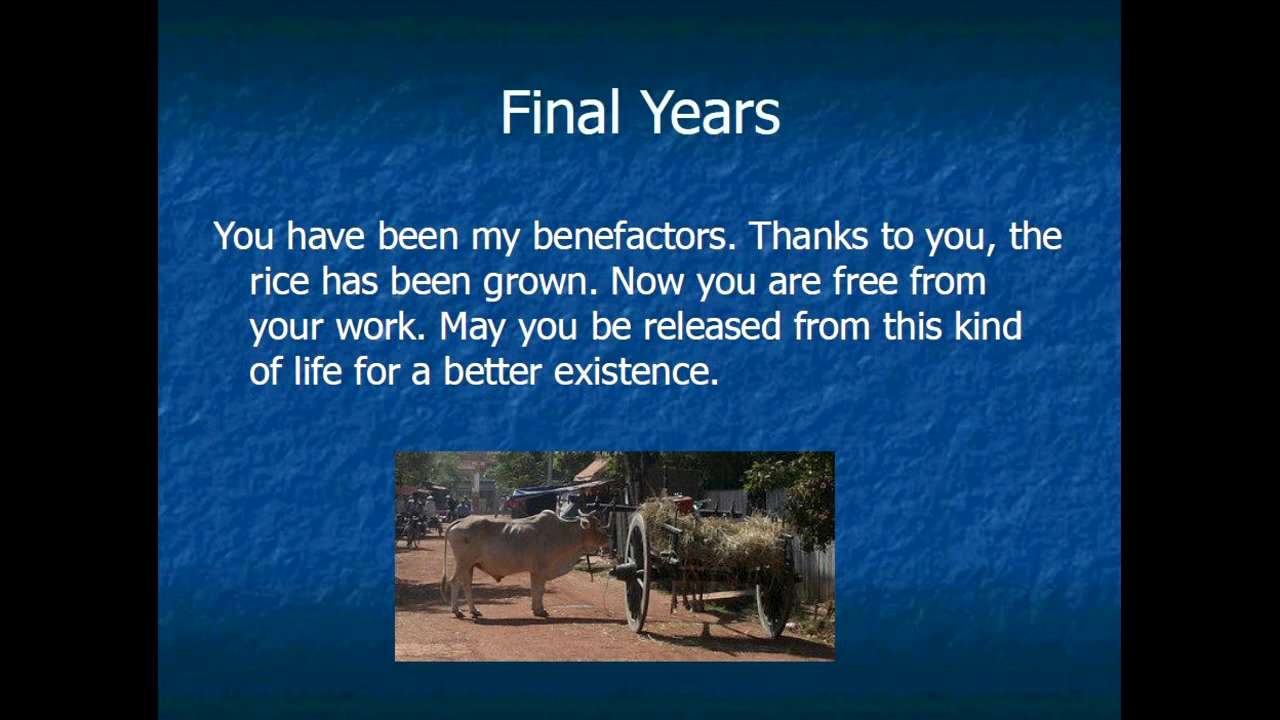 Final Years
You have been my benefactors. Thanks to you, the
rice has been grown. Now you are free from
your work. May you be released from this kind
of life for a better existence.